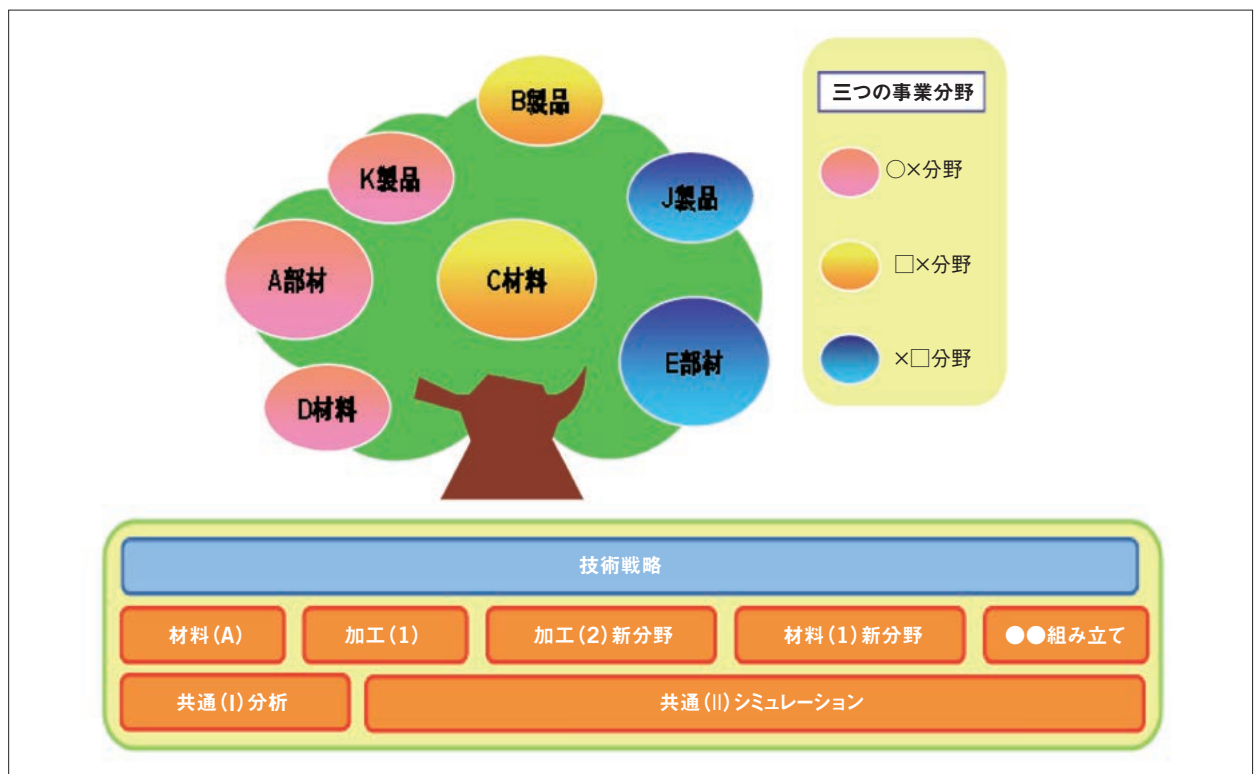 B製品
K製品
J製品
A部材
C材料
E部材
D材料
三つの事業分野
○×分野
□×分野
×□分野
技術戦略
材料(A)
加工(1)
加工(2)新分野
材料(1)新分野
●●組み立て
共通(I)分析
共通(II)シミュレーション